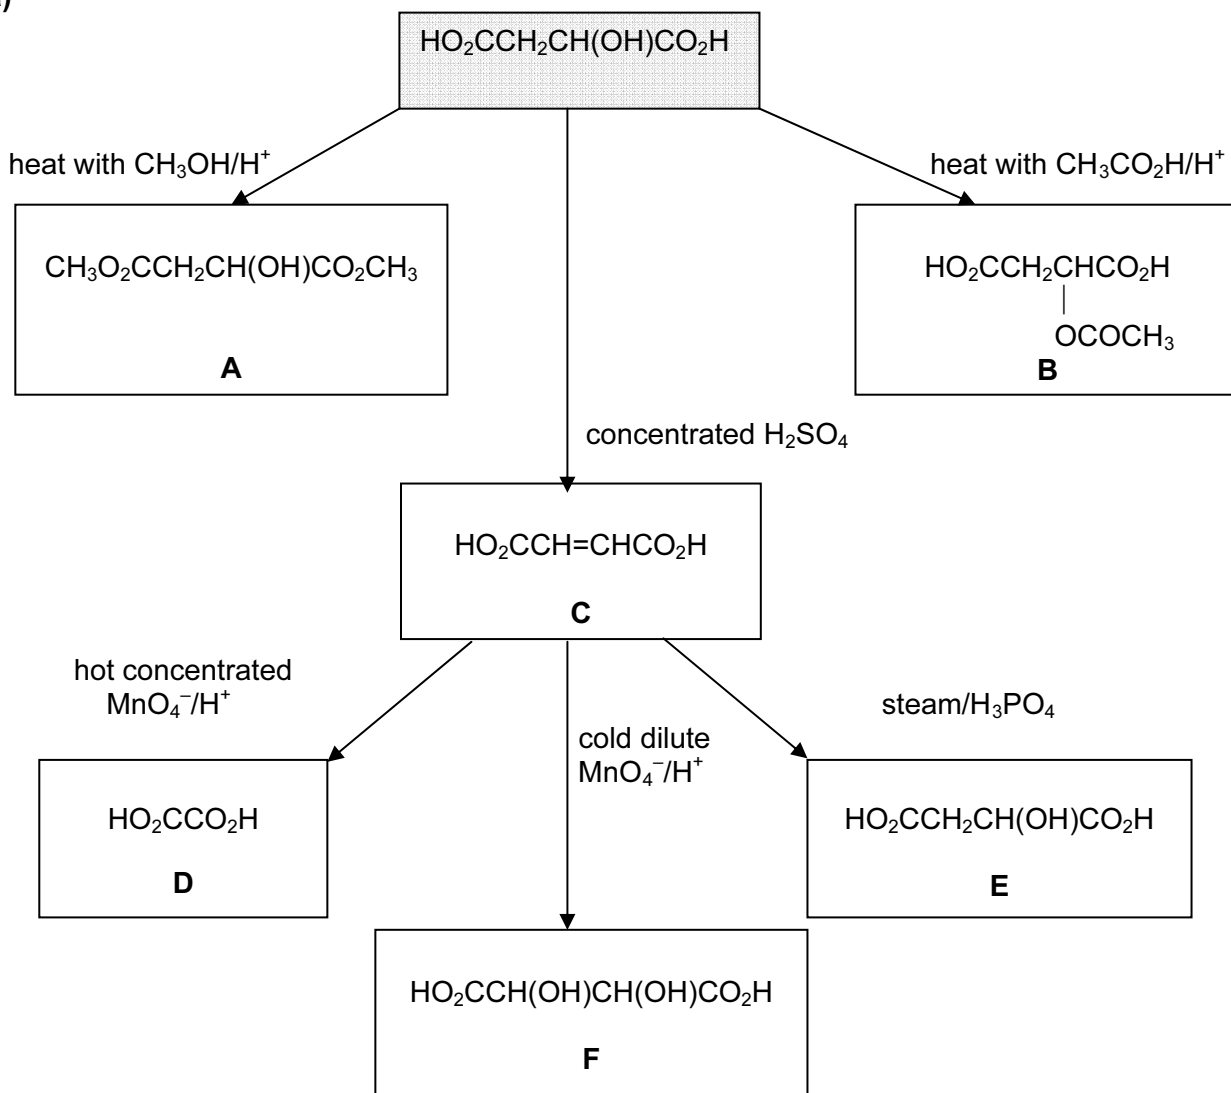 HO₂CCH₂CH(OH)CO₂H
heat with CH₃OH/H⁺
heat with CH₃CO₂H/H⁺
CH₃O₂CCH₂CH(OH)CO₂CH₃
A
HO₂CCH₂CHCO₂H
OCOCH₃
B
concentrated H₂SO₄
HO₂CCH=CHCO₂H
C
hot concentrated
MnO₄⁻/H⁺
cold dilute
MnO₄⁻/H⁺
steam/H₃PO₄
HO₂CCO₂H
D
HO₂CCH₂CH(OH)CO₂H
E
HO₂CCH(OH)CH(OH)CO₂H
F